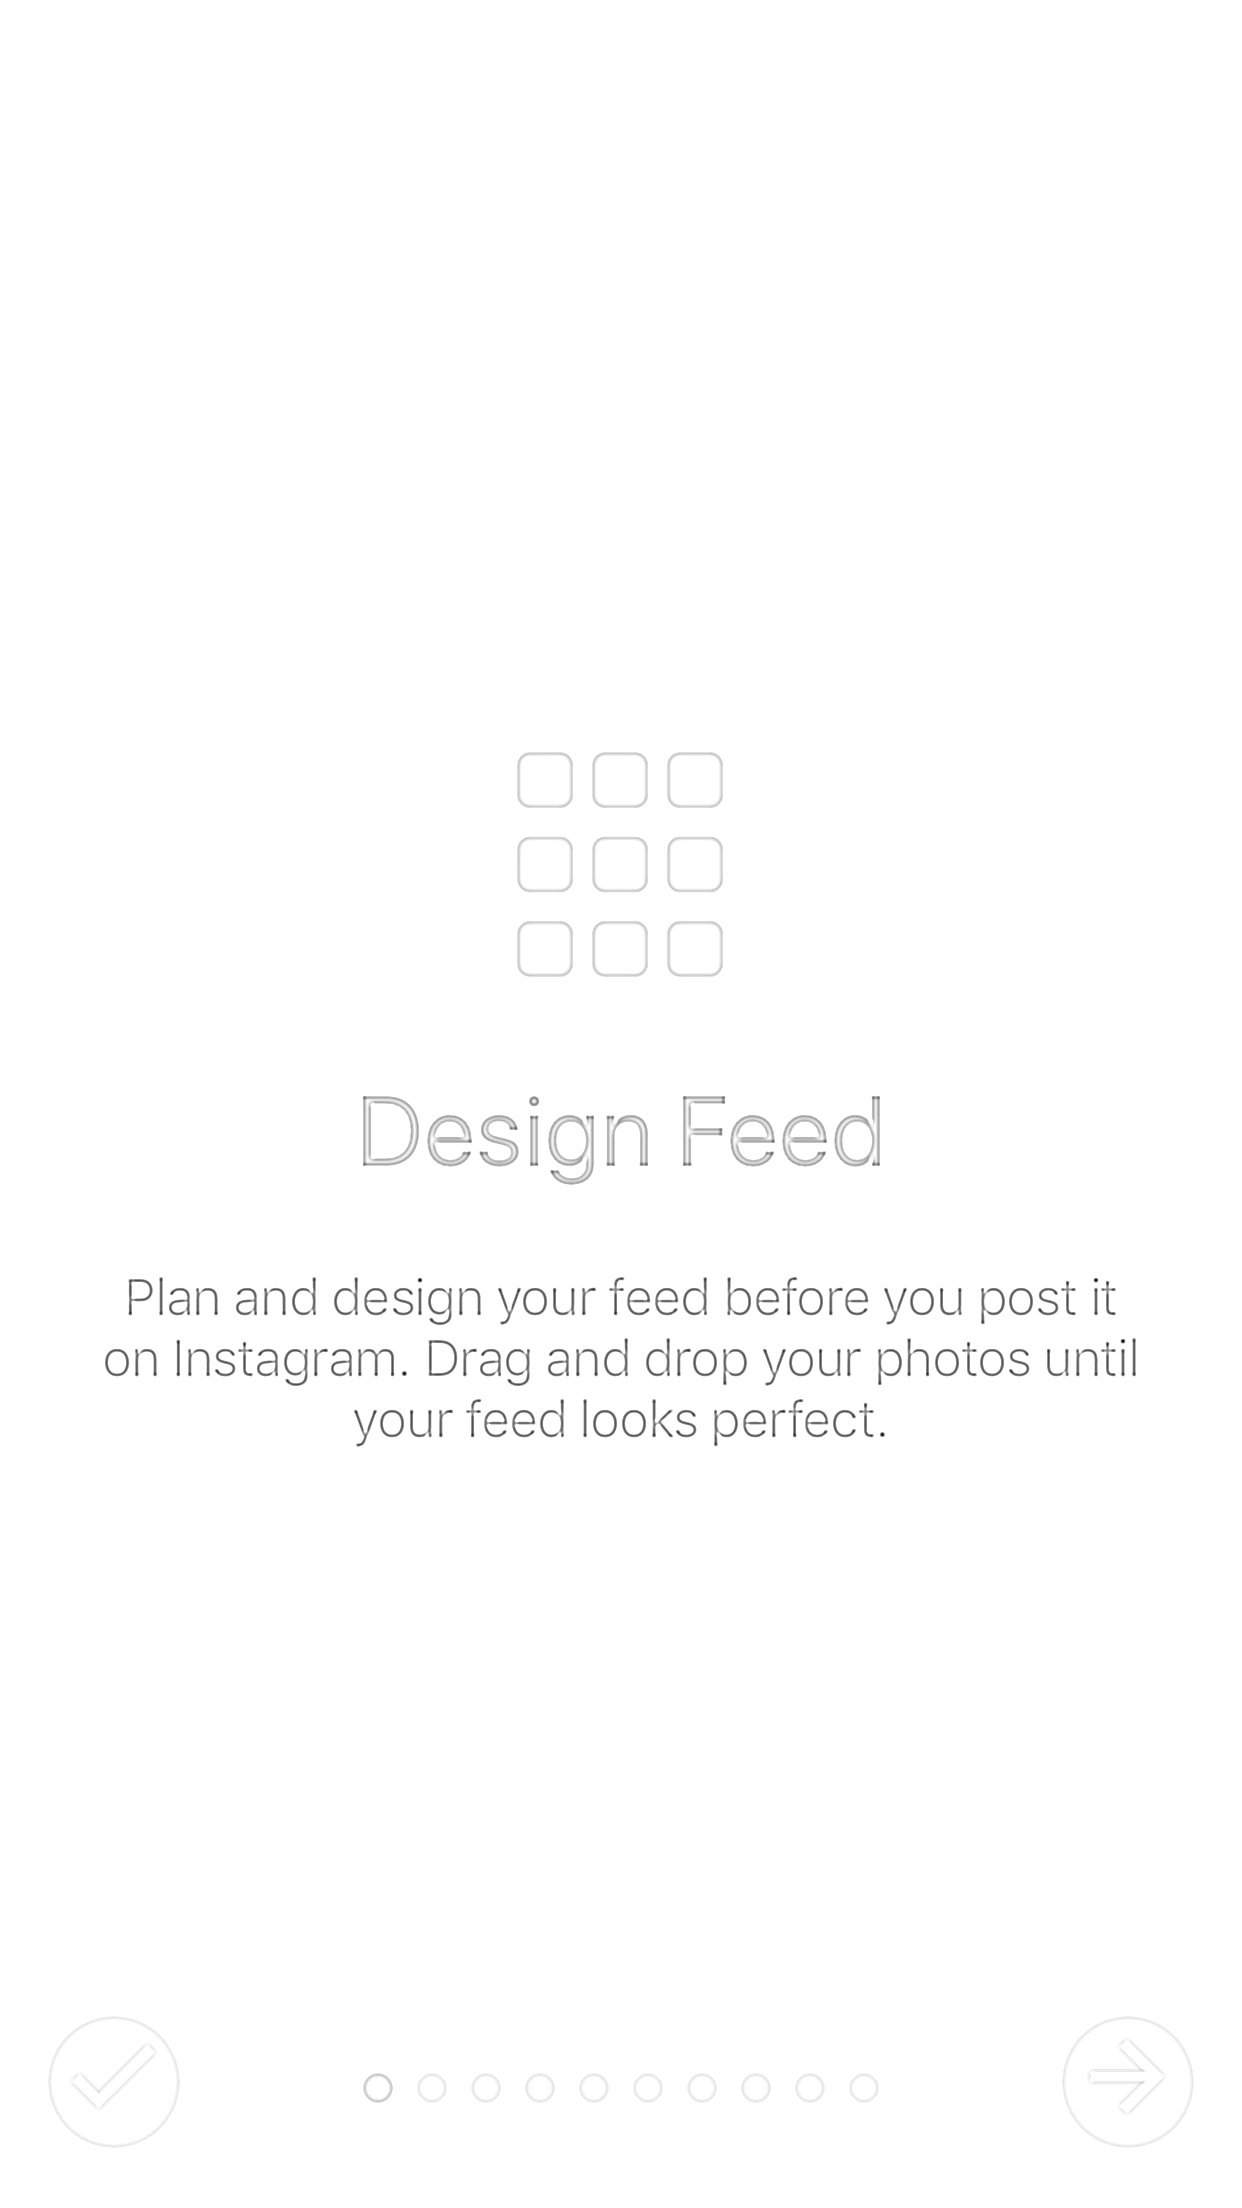 Design Feed
Plan and design your feed before you post it
on Instagram. Drag and drop your photos until
your feed looks perfect.